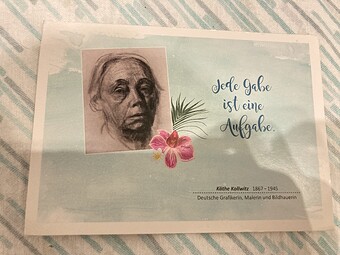 Jede Gabe
ist eine
Aufgabe.
Käthe Kollwitz 1867 - 1945
Deutsche Grafikerin, Malerin und Bildhauerin